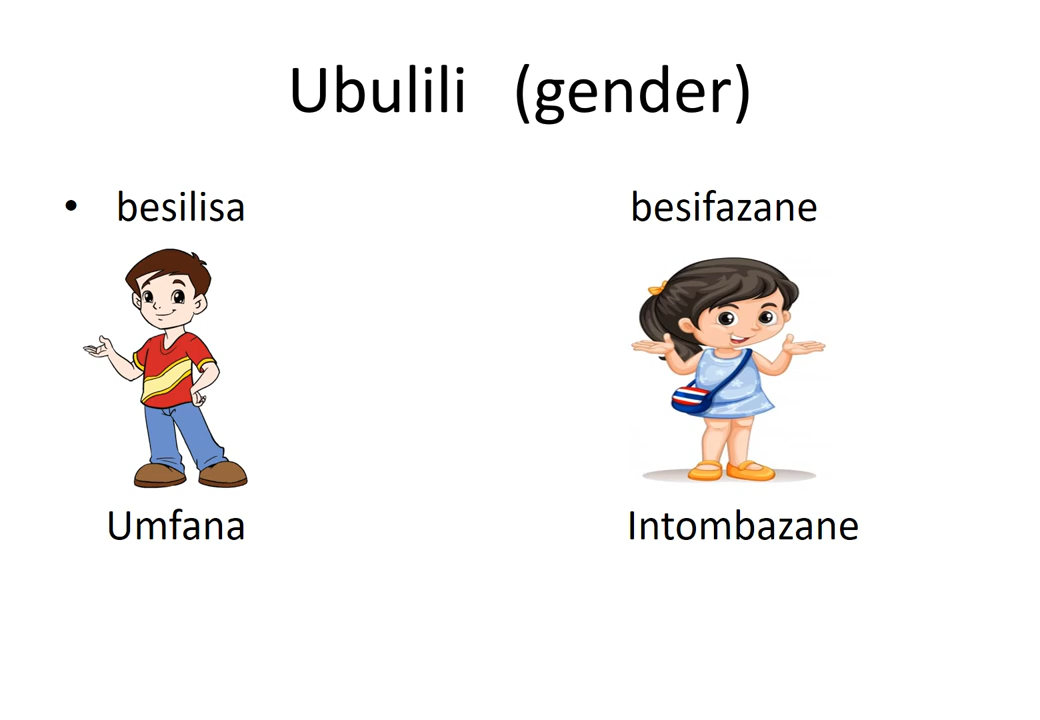 Ubulili (gender)
• besilisa besifazane
Umfana Intombazane